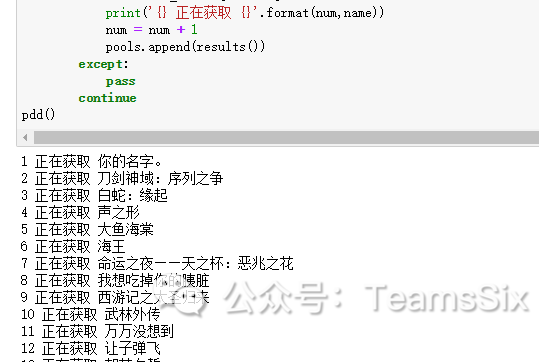 print('{} 正在获取 {}'.format(num,name))
num = num + 1
pools.append(results())
except:
pass
continue
pdd()
1 正在获取 你的名字。
2 正在获取 刀剑神域：序列之争
3 正在获取 白蛇：缘起
4 正在获取 声之形
5 正在获取 大鱼海棠
6 正在获取 海王
7 正在获取 命运之夜——天之杯：恶兆之花
8 正在获取 我想吃掉你的胰脏
9 正在获取 西游记之大圣归来
10 正在获取 武林外传
11 正在获取 万万没想到
12 正在获取 让子弹飞
公众号：TeamsSix